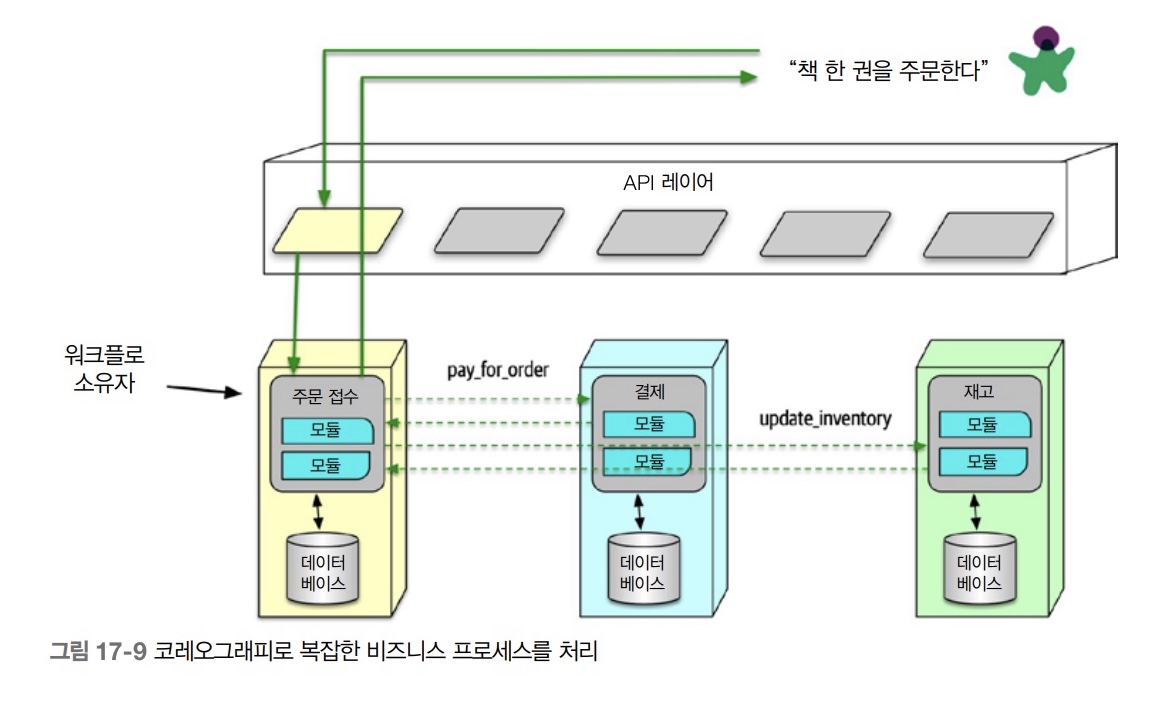 “책 한 권을 주문한다”
API 레이어
워크플로
소유자
주문 접수
모듈
모듈
데이터
베이스
pay_for_order
결제
모듈
모듈
데이터
베이스
update_inventory
재고
모듈
모듈
데이터
베이스
그림 17-9 코레오그래피로 복잡한 비즈니스 프로세스를 처리